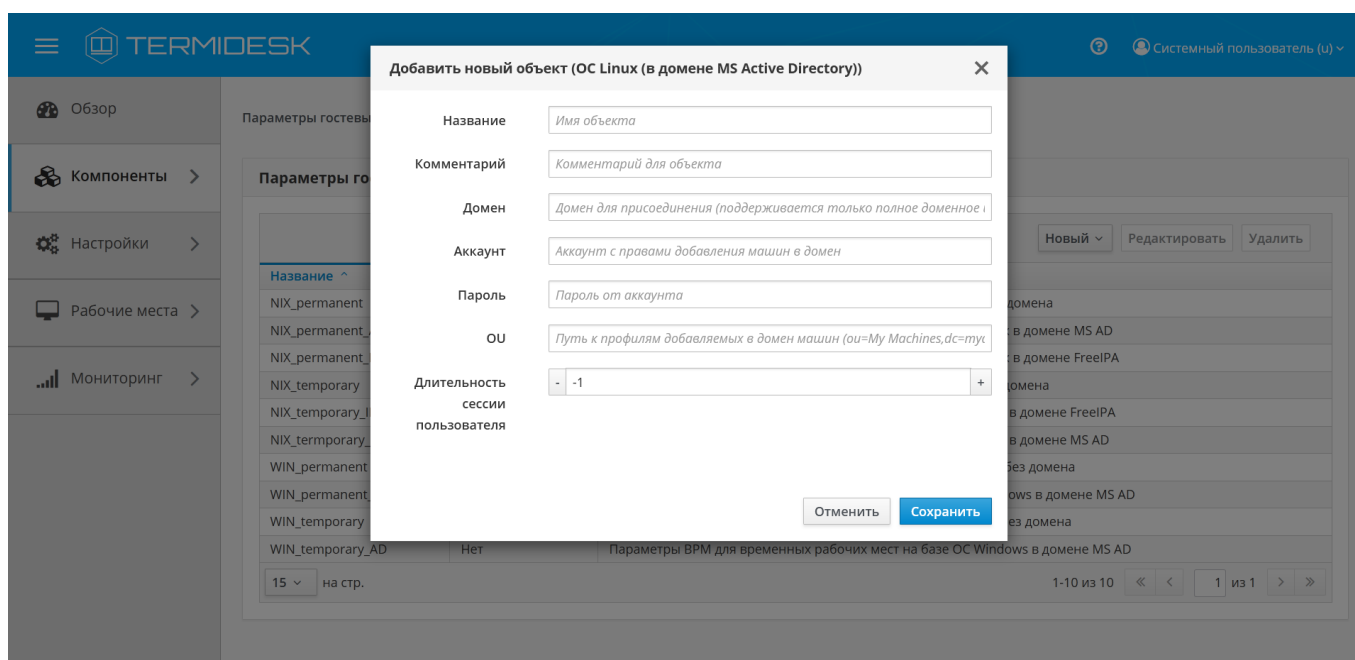 TERMIDESK
Системный пользователь (u)
Добавить новый объект (ОС Linux (в домене MS Active Directory))
Обзор
Компоненты
Настройки
Рабочие места
Мониторинг
Параметры гостевы
Параметры го
Новый
Редактировать
Удалить
Название
NIX_permanent
домена
NIX_permanent_
в домене MS AD
NIX_permanent_
в домене FreeIPA
NIX_temporary
домена
NIX_temporary_I
в домене FreeIPA
NIX_termporary_
в домене MS AD
WIN_permanent
без домена
WIN_permanent_
ows в домене MS AD
WIN_temporary
ез домена
WIN_temporary_AD Нет Параметры ВРМ для временных рабочих мест на базе ОС Windows в домене MS AD
15 на стр.
1-10 из 10 1 из 1
Название Имя объекта
Комментарий Комментарий для объекта
Домен Домен для присоединения (поддерживается только полное доменное
Аккаунт Аккаунт с правами добавления машин в домен
Пароль Пароль от аккаунта
OU Путь к профилям добавляемых в домен машин (ou=My Machines,dc=myd
Длительность
сессии
пользователя
- -1 +
Отменить Сохранить